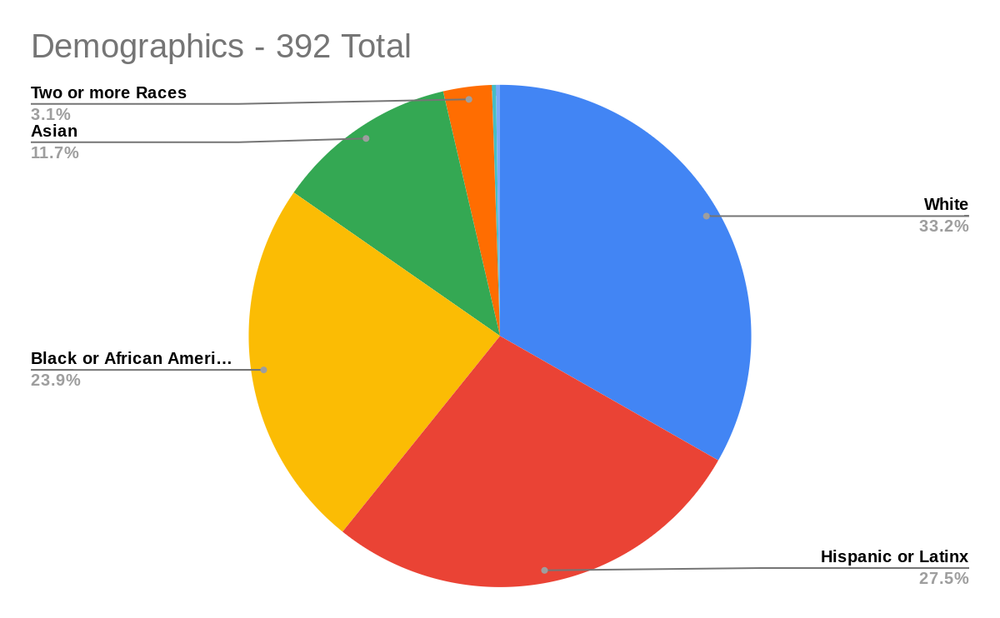 Demographics - 392 Total
Two or more Races
3.1%
Asian
11.7%
White
33.2%
Black or African Ameri…
23.9%
Hispanic or Latinx
27.5%